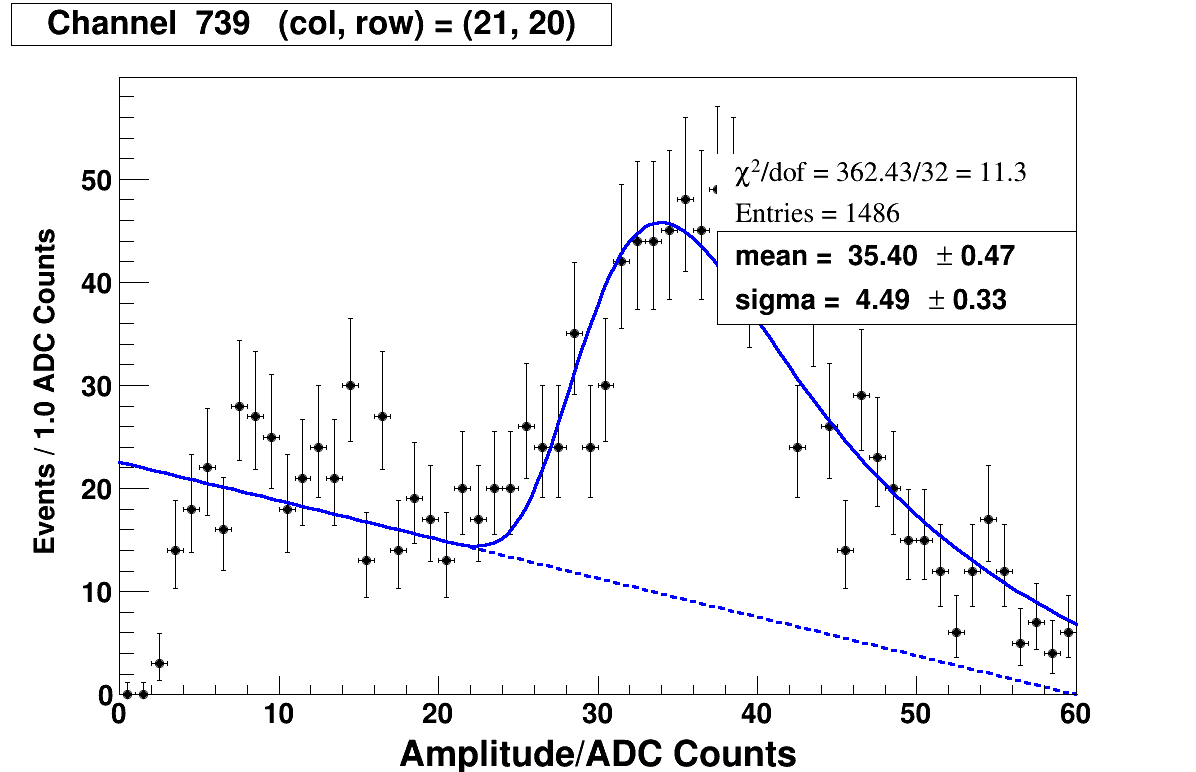 Channel 739 (col, row) = (21, 20)
Events / 1.0 ADC Counts
50
40
30
20
10
0
χ²/dof = 362.43/32 = 11.3
Entries = 1486
mean = 35.40 ± 0.47
sigma = 4.49 ± 0.33
0 10 20 30 40 50 60
Amplitude/ADC Counts